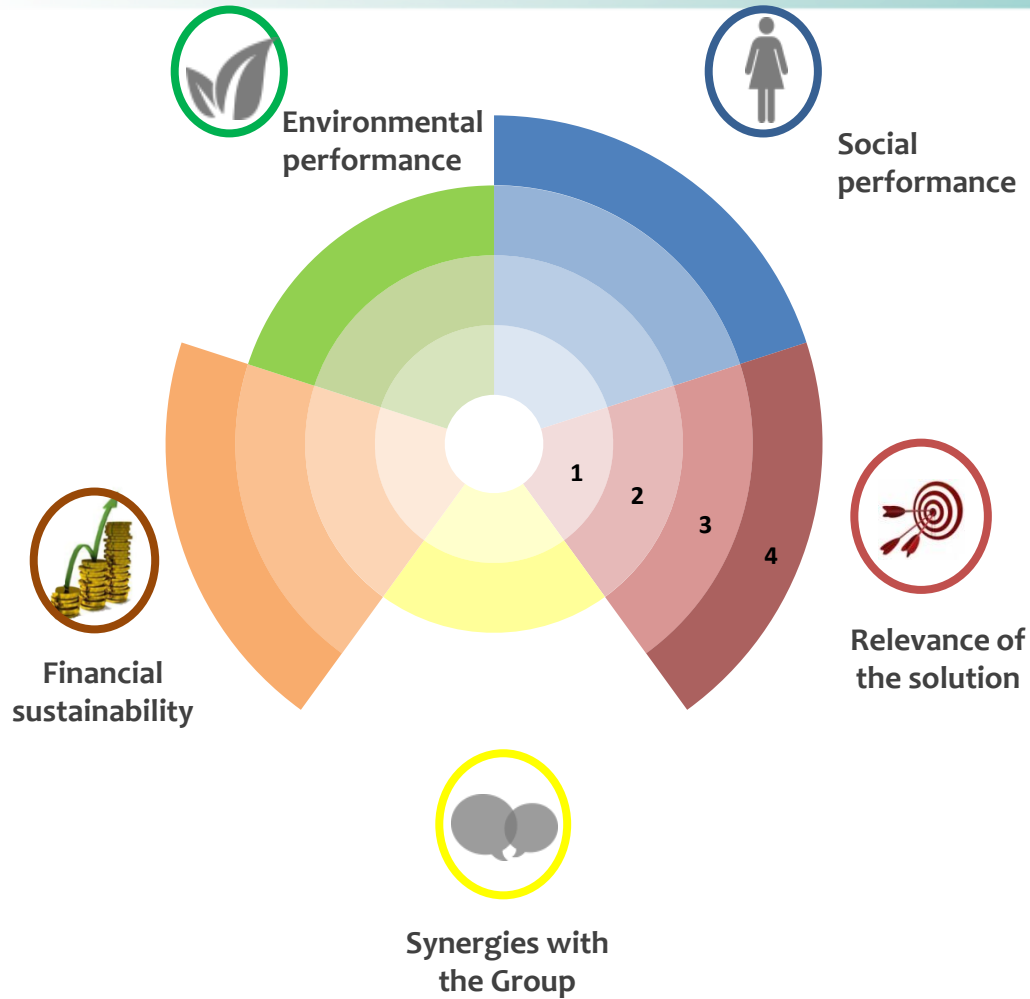 Environmental
performance
Social
performance
1
2
3
4
Relevance of
the solution
Financial
sustainability
Synergies with
the Group